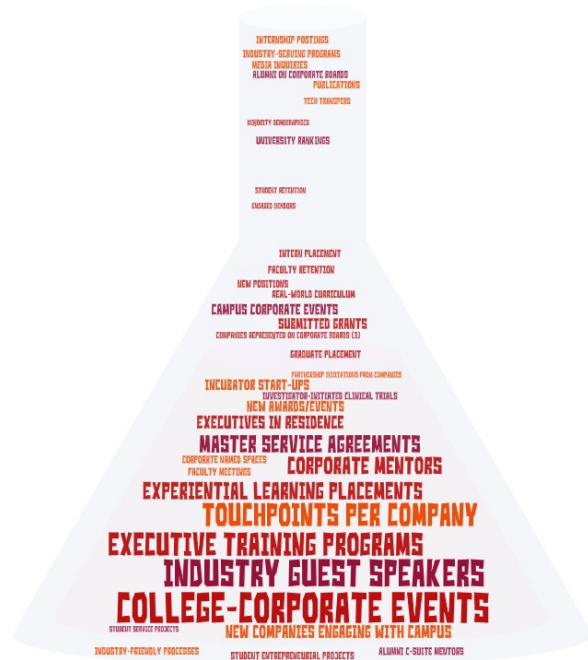 INTERNSHIP POSTINGS
INDUSTRY-SERVING PROGRAMS
MEDIA INQUIRIES
ALUMNI ON CORPORATE BOARDS
PUBLICATIONS
TECH TRANSFERS
MINORITY DEMOGRAPHICS
UNIVERSITY RANKINGS
STUDENT RETENTION
ENGAGED VENDORS
INTERN PLACEMENT
FACULTY RETENTION
NEW POSITIONS
REAL-WORLD CURRICULUM
CAMPUS CORPORATE EVENTS
SUBMITTED GRANTS
COMPANIES REPRESENTED ON CORPORATE BOARDS (2)
GRADUATE PLACEMENT
PARTNERSHIP INVITATIONS FROM COMPANIES
INCUBATOR START-UPS
INVESTIGATOR-INITIATED CLINICAL TRIALS
NEW AWARDS/EVENTS
EXECUTIVES IN RESIDENCE
MASTER SERVICE AGREEMENTS
CORPORATE NAMED SPACES
CORPORATE MENTORS
FACULTY MEETINGS
EXPERIENTIAL LEARNING PLACEMENTS
TOUCHPOINTS PER COMPANY
EXECUTIVE TRAINING PROGRAMS
INDUSTRY GUEST SPEAKERS
COLLEGE-CORPORATE EVENTS
STUDENT SERVICE PROJECTS
NEW COMPANIES ENGAGING WITH CAMPUS
INDUSTRY-FRIENDLY PROCESSES
STUDENT ENTREPRENEURIAL PROJECTS
ALUMNI C-SUITE MENTORS